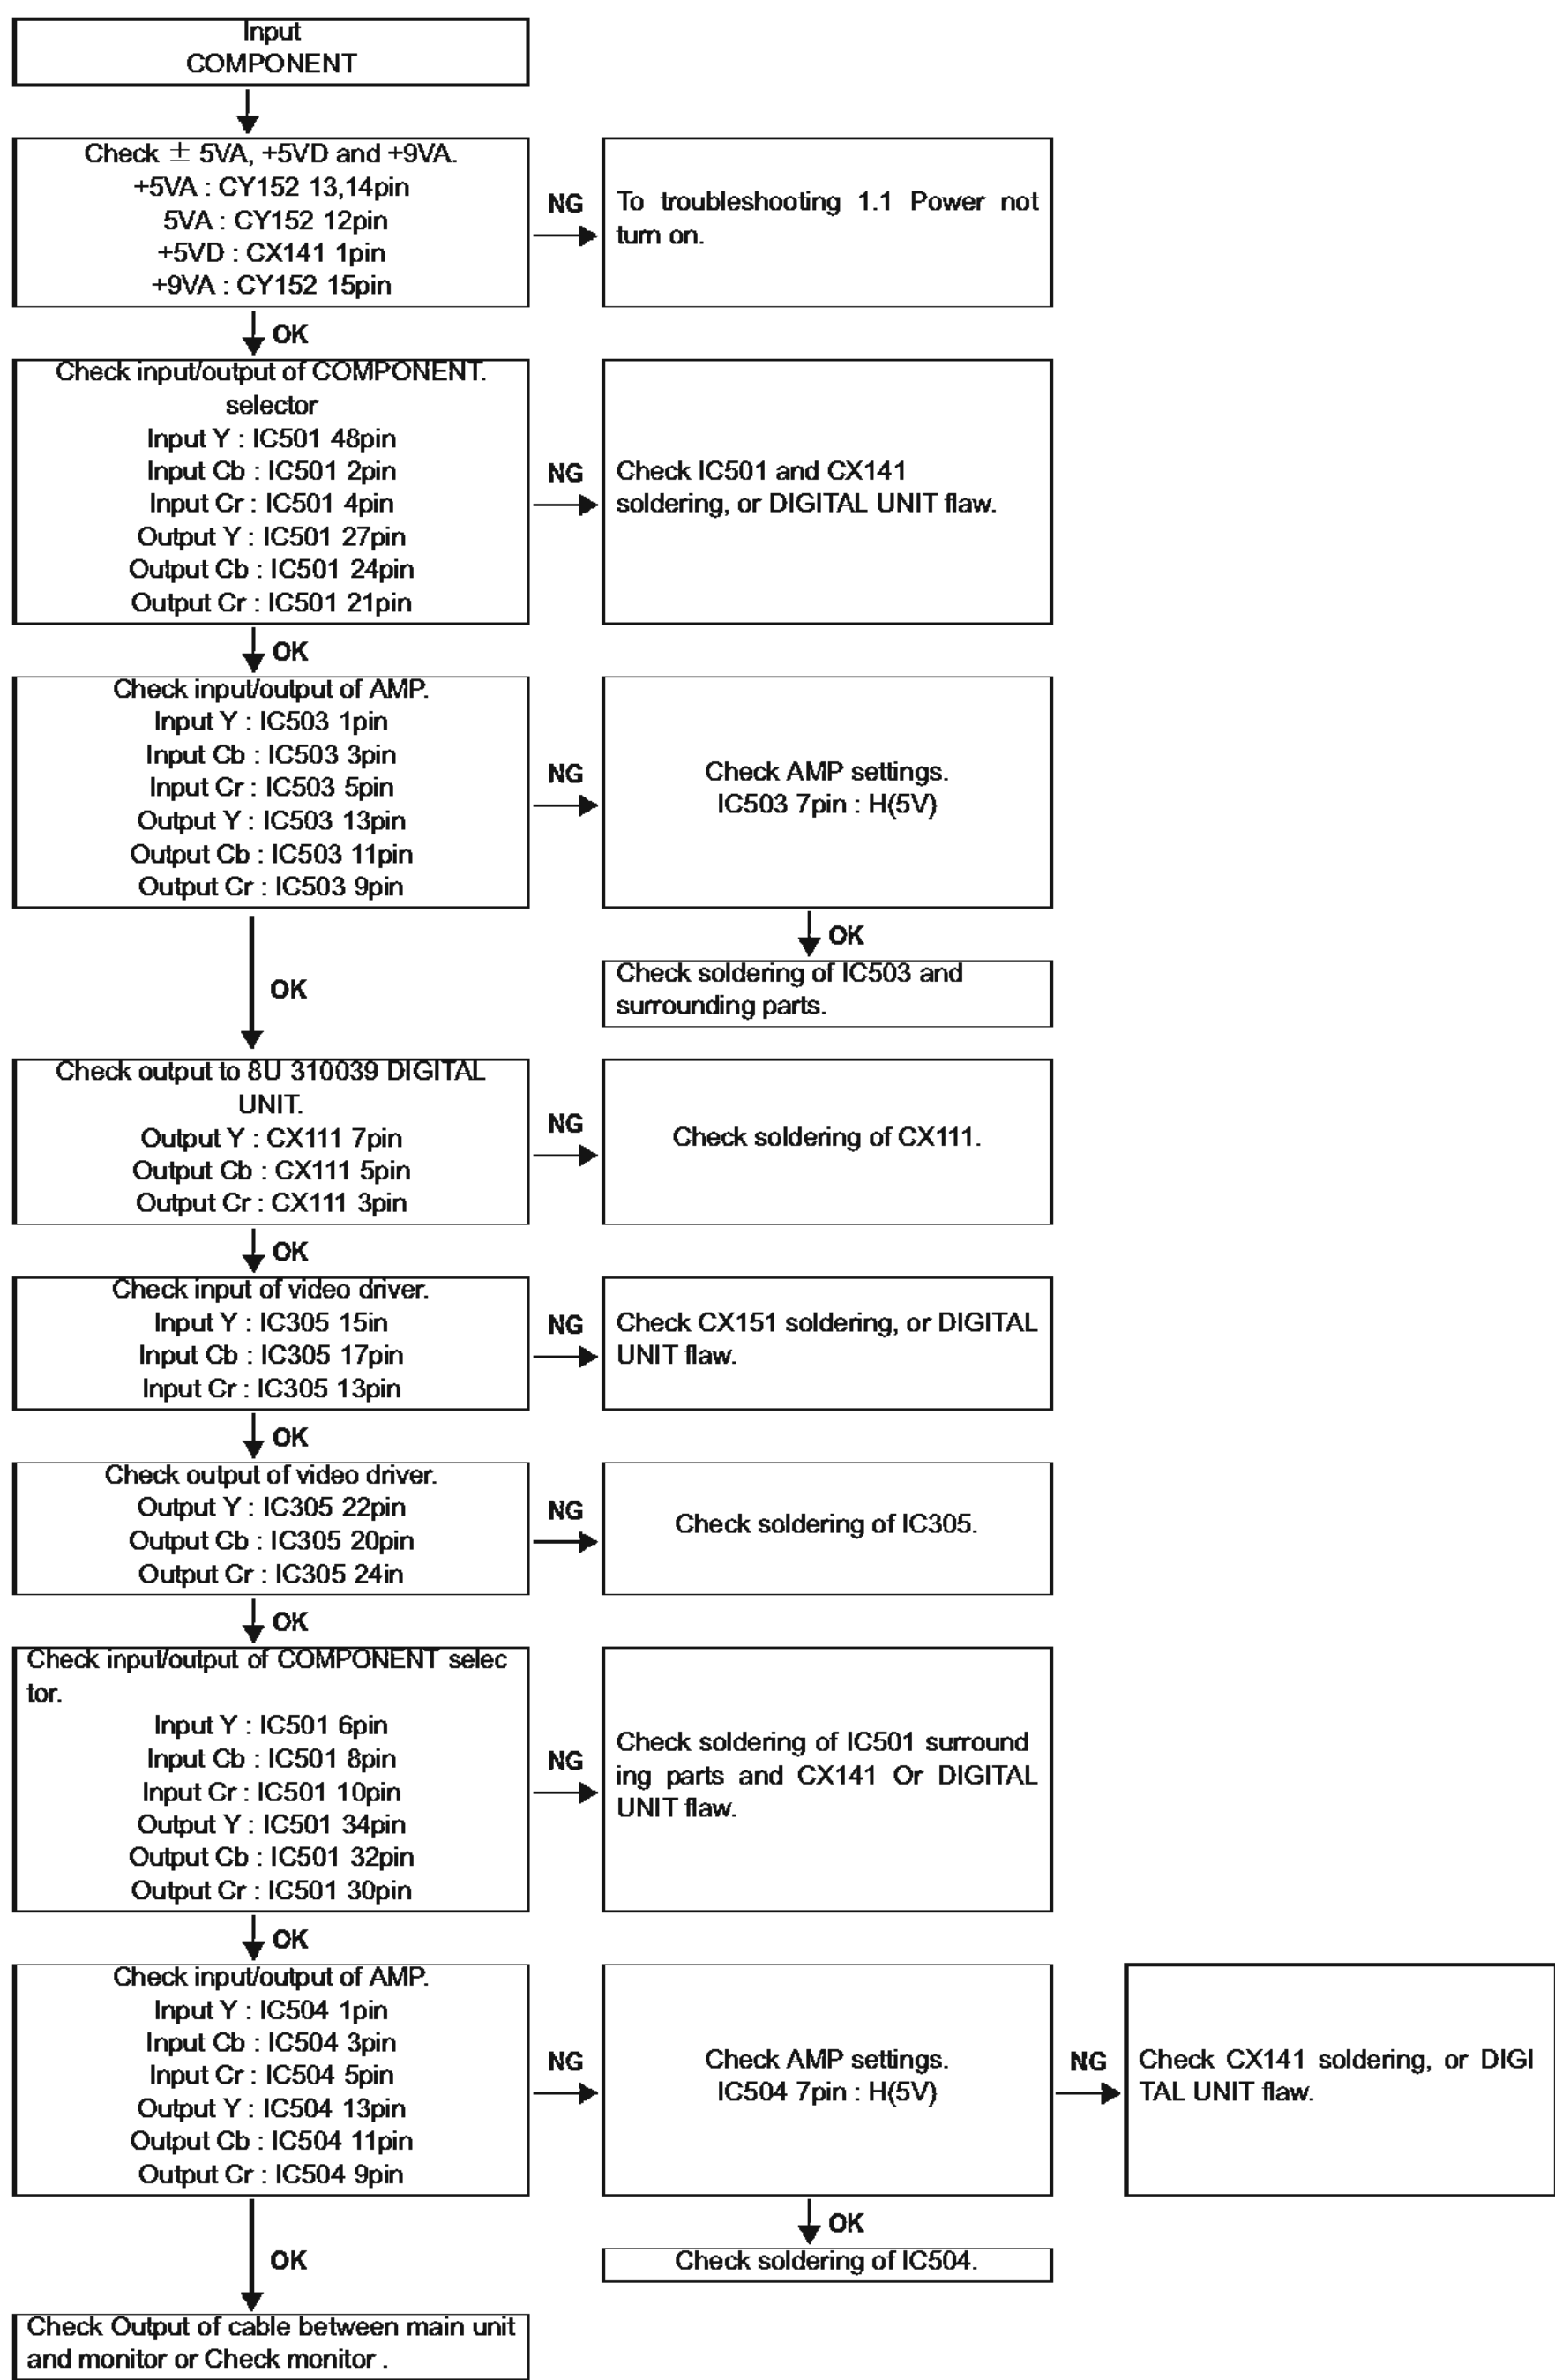 Input
COMPONENT
Check ± 5VA, +5VD and +9VA.
+5VA : CY152 13,14pin
5VA : CY152 12pin
+5VD : CX141 1pin
+9VA : CY152 15pin
NG
To troubleshooting 1.1 Power not
turn on.
OK
Check input/output of COMPONENT.
selector
Input Y : IC501 48pin
Input Cb : IC501 2pin
Input Cr : IC501 4pin
Output Y : IC501 27pin
Output Cb : IC501 24pin
Output Cr : IC501 21pin
NG
Check IC501 and CX141
soldering, or DIGITAL UNIT flaw.
OK
Check input/output of AMP.
Input Y : IC503 1pin
Input Cb : IC503 3pin
Input Cr : IC503 5pin
Output Y : IC503 13pin
Output Cb : IC503 11pin
Output Cr : IC503 9pin
NG
Check AMP settings.
IC503 7pin : H(5V)
OK
Check soldering of IC503 and
surrounding parts.
OK
Check output to 8U 310039 DIGITAL
UNIT.
Output Y : CX111 7pin
Output Cb : CX111 5pin
Output Cr : CX111 3pin
NG
Check soldering of CX111.
OK
Check input of video driver.
Input Y : IC305 15in
Input Cb : IC305 17pin
Input Cr : IC305 13pin
NG
Check CX151 soldering, or DIGITAL
UNIT flaw.
OK
Check output of video driver.
Output Y : IC305 22pin
Output Cb : IC305 20pin
Output Cr : IC305 24in
NG
Check soldering of IC305.
OK
Check input/output of COMPONENT selec
tor.
Input Y : IC501 6pin
Input Cb : IC501 8pin
Input Cr : IC501 10pin
Output Y : IC501 34pin
Output Cb : IC501 32pin
Output Cr : IC501 30pin
NG
Check soldering of IC501 surround
ing parts and CX141 Or DIGITAL
UNIT flaw.
OK
Check input/output of AMP.
Input Y : IC504 1pin
Input Cb : IC504 3pin
Input Cr : IC504 5pin
Output Y : IC504 13pin
Output Cb : IC504 11pin
Output Cr : IC504 9pin
NG
Check AMP settings.
IC504 7pin : H(5V)
NG
Check CX141 soldering, or DIGI
TAL UNIT flaw.
OK
Check soldering of IC504.
OK
Check Output of cable between main unit
and monitor or Check monitor .